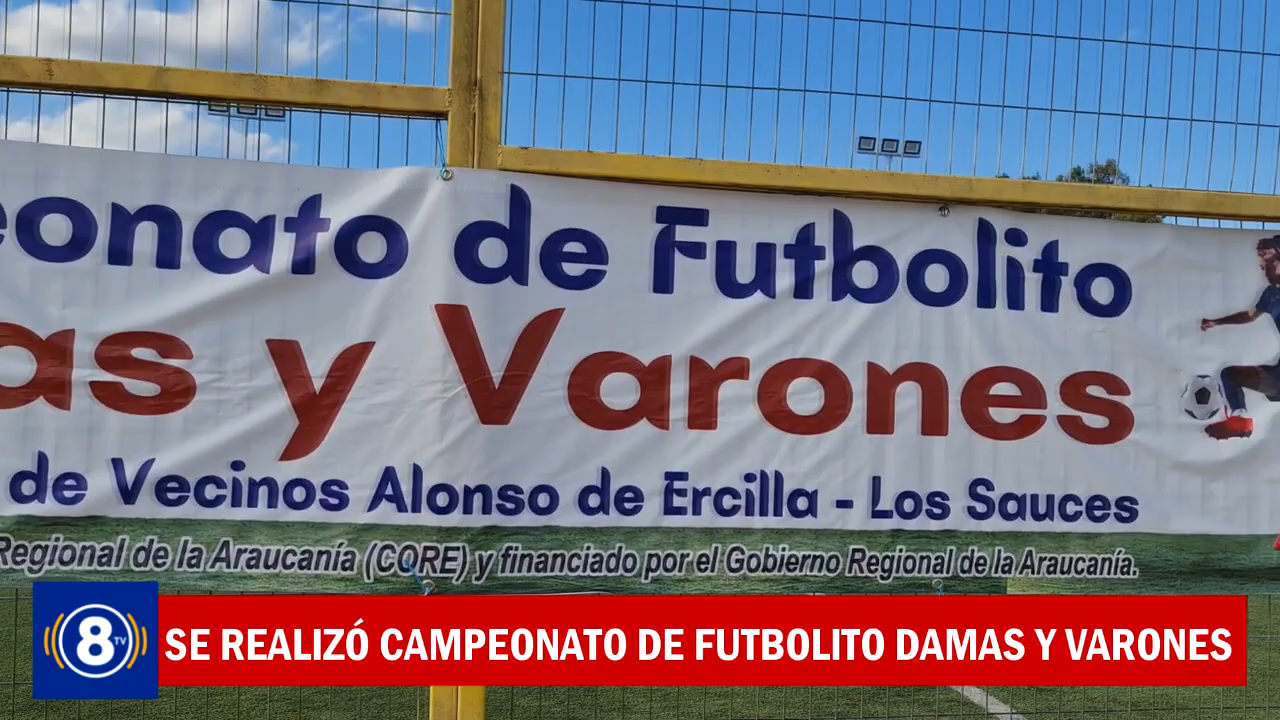 eonato de Futbolito
as y Varones
de Vecinos Alonso de Ercilla - Los Sauces
Regional de la Araucanía (CORE) y financiado por el Gobierno Regional de la Araucanía.
8 TV
SE REALIZÓ CAMPEONATO DE FUTBOLITO DAMAS Y VARONES